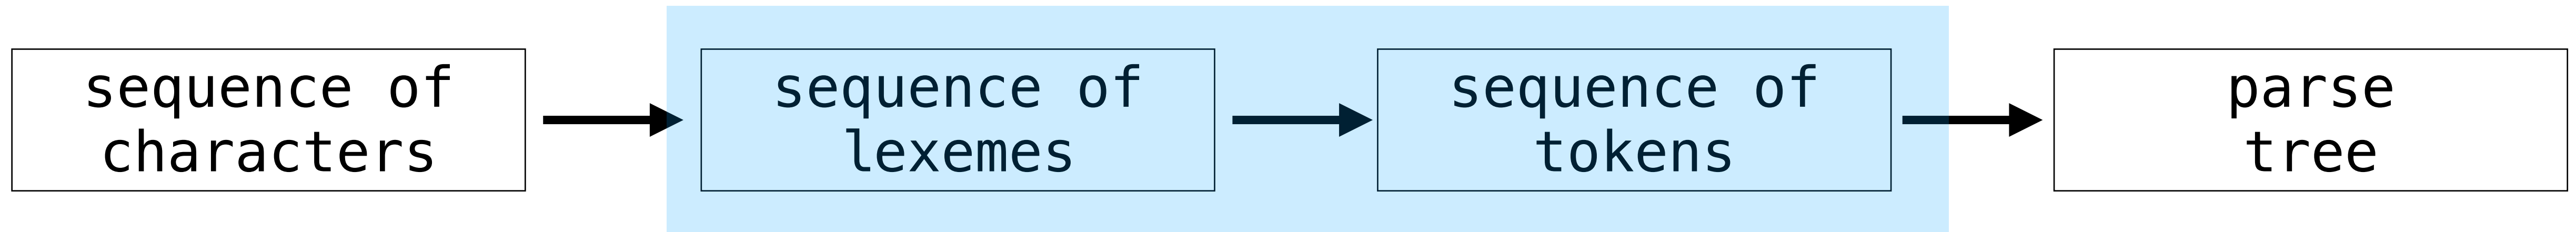 sequence of
characters
sequence of
lexemes
sequence of
tokens
parse
tree